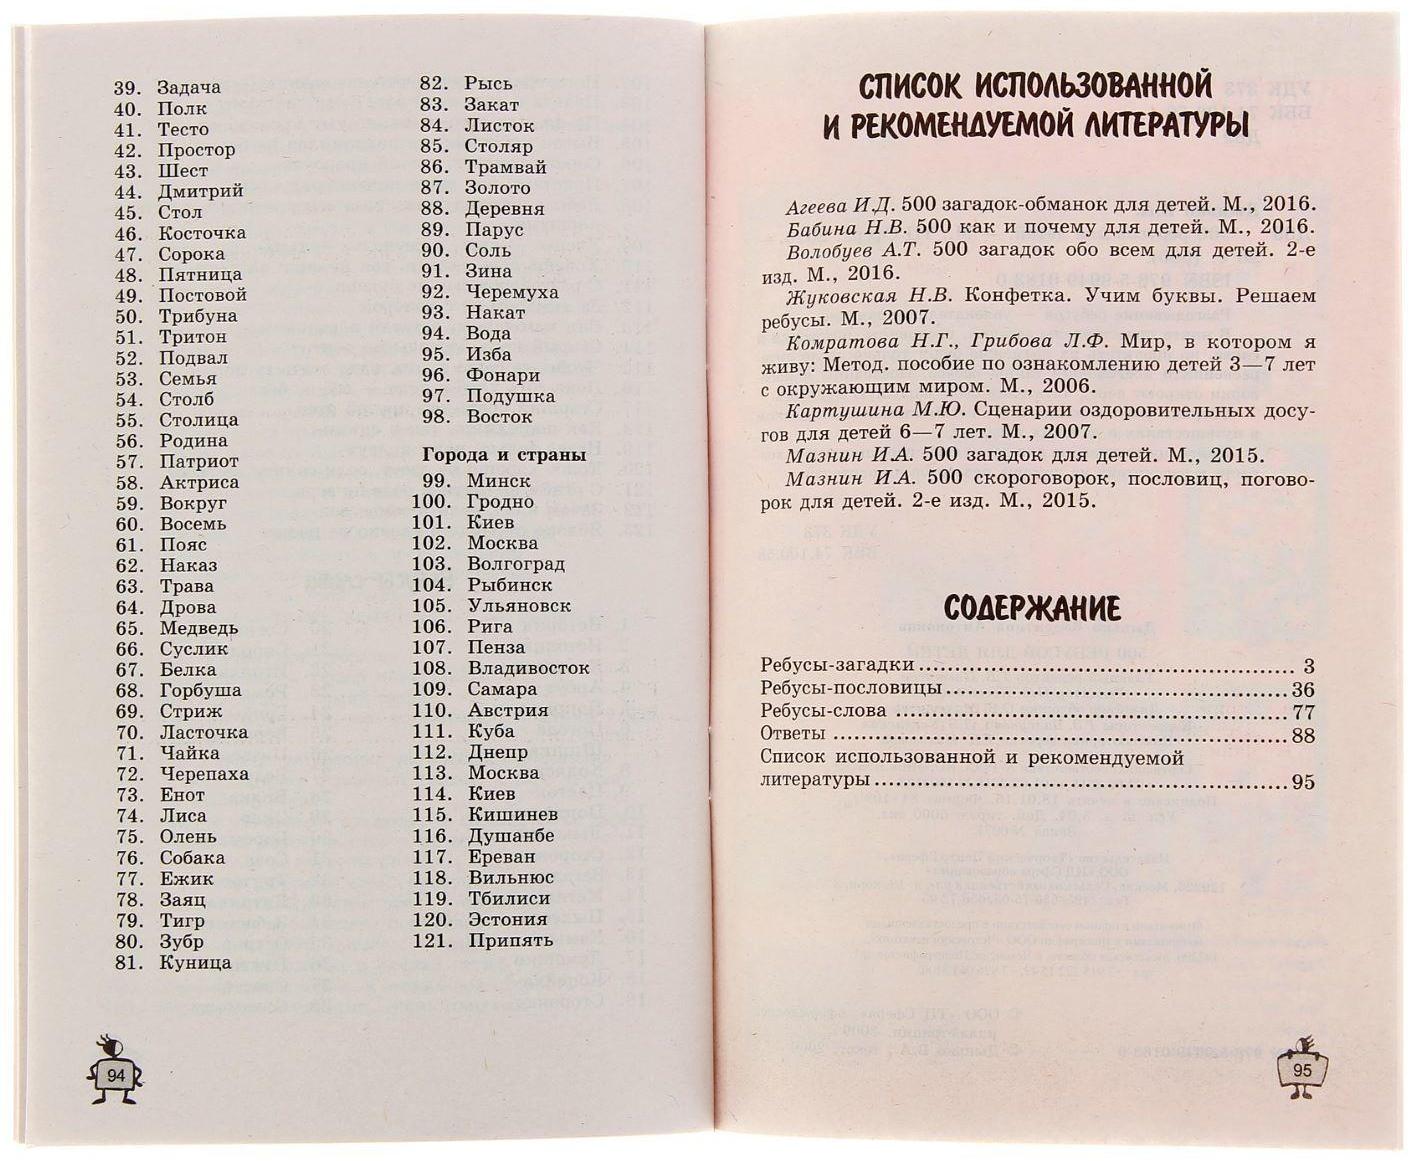 39. Задача
40. Полк
41. Тесто
42. Простор
43. Шест
44. Дмитрий
45. Стол
46. Косточка
47. Сорока
48. Пятница
49. Постовой
50. Трибуна
51. Тритон
52. Подвал
53. Семья
54. Столб
55. Столица
56. Родина
57. Патриот
58. Актриса
59. Вокруг
60. Восемь
61. Пояс
62. Наказ
63. Трава
64. Дрова
65. Медведь
66. Суслик
67. Белка
68. Горбуша
69. Стриж
70. Ласточка
71. Чайка
72. Черепаха
73. Енот
74. Лиса
75. Олень
76. Собака
77. Ежик
78. Заяц
79. Тигр
80. Зубр
81. Куница
82. Рысь
83. Закат
84. Листок
85. Столяр
86. Трамвай
87. Золото
88. Деревня
89. Парус
90. Соль
91. Зина
92. Черемуха
93. Накат
94. Вода
95. Изба
96. Фонари
97. Подушка
98. Восток
Города и страны
99. Минск
100. Гродно
101. Киев
102. Москва
103. Волгоград
104. Рыбинск
105. Ульяновск
106. Рига
107. Пенза
108. Владивосток
109. Самара
110. Австрия
111. Куба
112. Днепр
113. Москва
114. Киев
115. Кишинев
116. Душанбе
117. Ереван
118. Вильнюс
119. Тбилиси
120. Эстония
121. Припять
94
СПИСОК ИСПОЛЬЗОВАННОЙ
И РЕКОМЕНДУЕМОЙ ЛИТЕРАТУРЫ
Агеева И.Д. 500 загадок-обманок для детей. М., 2016.
Бабина Н.В. 500 как и почему для детей. М., 2016.
Волобуев А.Т. 500 загадок обо всем для детей. 2-е
изд. М., 2016.
Жуковская Н.В. Конфетка. Учим буквы. Решаем
ребусы. М., 2007.
Комратова Н.Г., Грибова Л.Ф. Мир, в котором я
живу: Метод. пособие по ознакомлению детей 3—7 лет
с окружающим миром. М., 2006.
Картушина М.Ю. Сценарии оздоровительных досу-
гов для детей 6—7 лет. М., 2007.
Мазнин И.А. 500 загадок для детей. М., 2015.
Мазнин И.А. 500 скороговорок, пословиц, погово-
рок для детей. 2-е изд. М., 2015.
СОДЕРЖАНИЕ
Ребусы-загадки ........ 3
Ребусы-пословицы ........ 36
Ребусы-слова ........ 77
Ответы ........ 88
Список использованной и рекомендуемой
литературы ........ 95
95